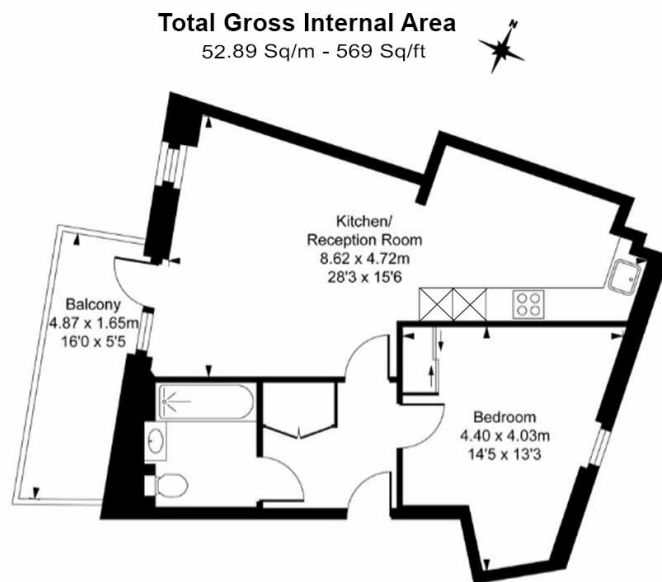 Total Gross Internal Area
52.89 Sq/m - 569 Sq/ft
N
Kitchen/
Reception Room
8.62 x 4.72m
28'3 x 15'6
Balcony
4.87 x 1.65m
16'0 x 5'5
Bedroom
4.40 x 4.03m
14'5 x 13'3